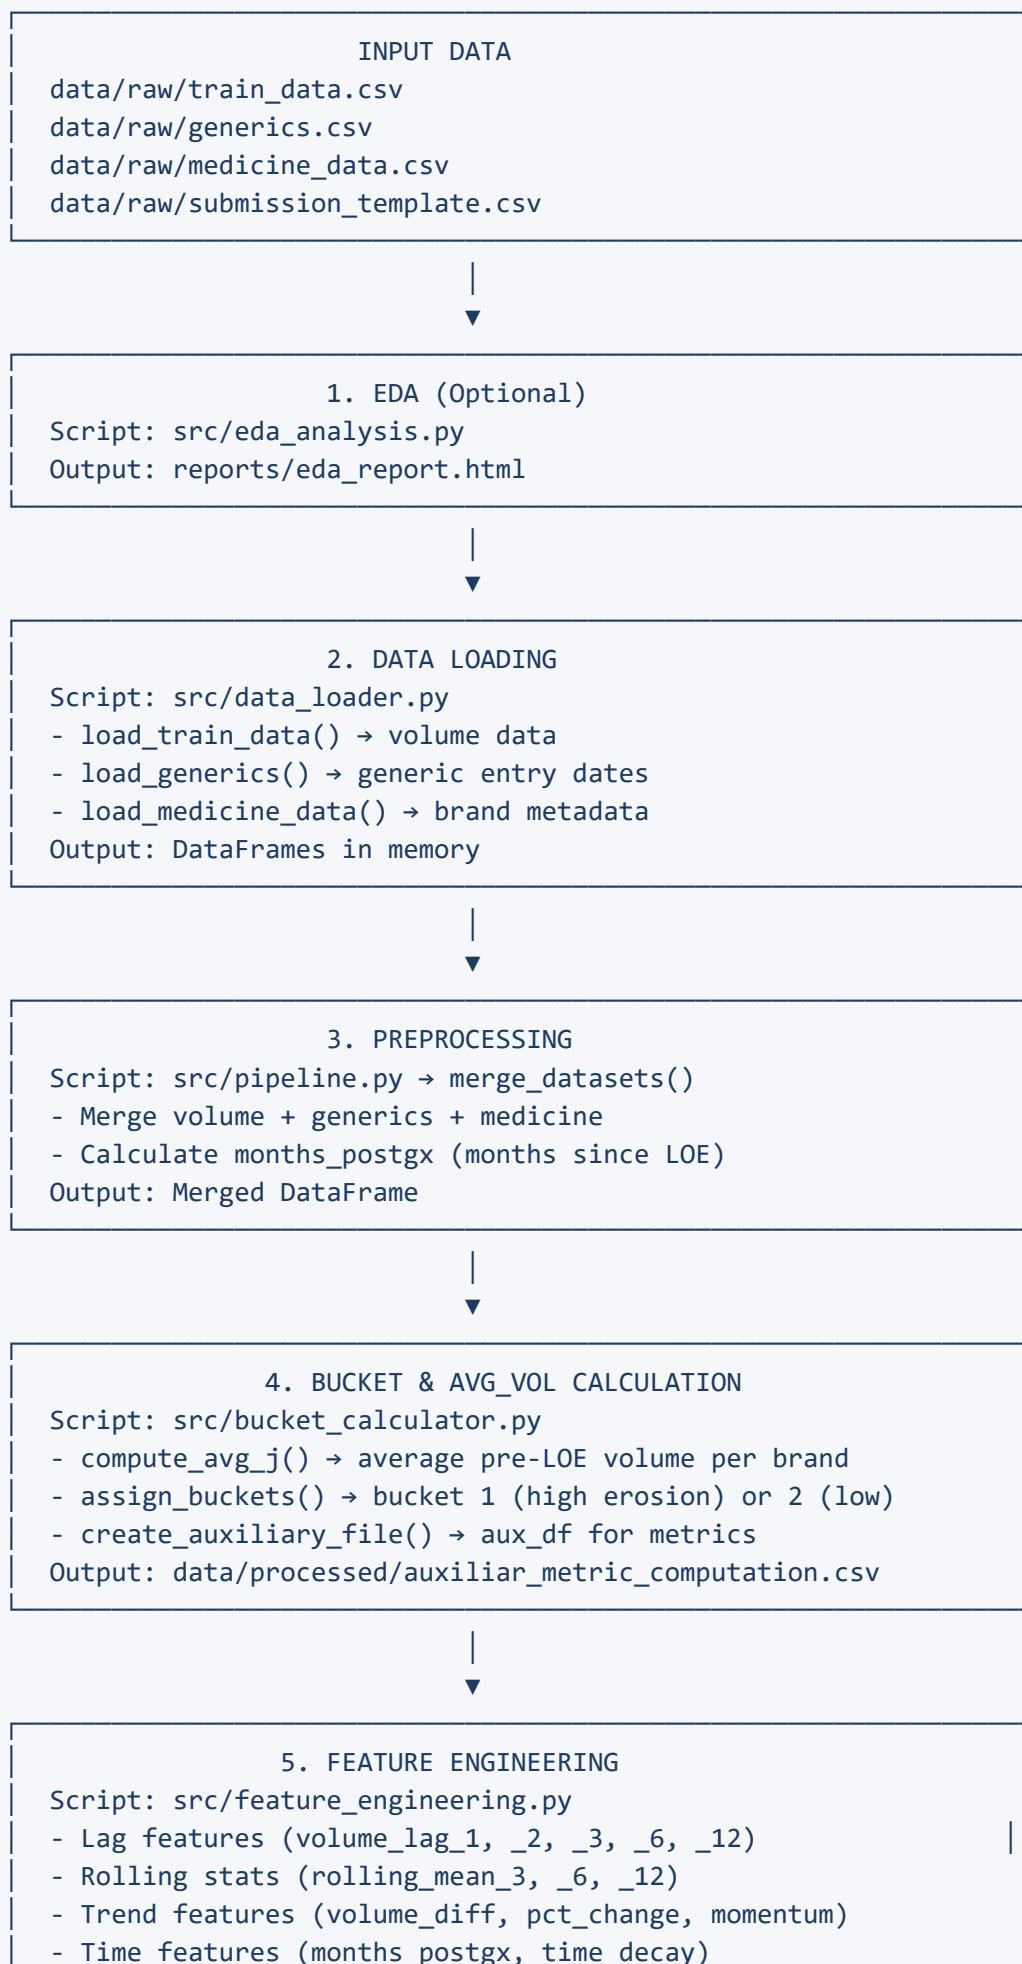 INPUT DATA
data/raw/train_data.csv
data/raw/generics.csv
data/raw/medicine_data.csv
data/raw/submission_template.csv
1. EDA (Optional)
Script: src/eda_analysis.py
Output: reports/eda_report.html
2. DATA LOADING
Script: src/data_loader.py
- load_train_data() → volume data
- load_generics() → generic entry dates
- load_medicine_data() → brand metadata
Output: DataFrames in memory
3. PREPROCESSING
Script: src/pipeline.py → merge_datasets()
- Merge volume + generics + medicine
- Calculate months_postgx (months since LOE)
Output: Merged DataFrame
4. BUCKET & AVG_VOL CALCULATION
Script: src/bucket_calculator.py
- compute_avg_j() → average pre-LOE volume per brand
- assign_buckets() → bucket 1 (high erosion) or 2 (low)
- create_auxiliary_file() → aux_df for metrics
Output: data/processed/auxiliar_metric_computation.csv
5. FEATURE ENGINEERING
Script: src/feature_engineering.py
- Lag features (volume_lag_1, _2, _3, _6, _12)
- Rolling stats (rolling_mean_3, _6, _12)
- Trend features (volume_diff, pct_change, momentum)
- Time features (months_postgx, time_decay)